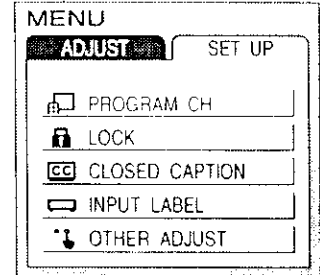 MENU
ADJUST SET UP
PROGRAM CH
LOCK
CC CLOSED CAPTION
INPUT LABEL
OTHER ADJUST